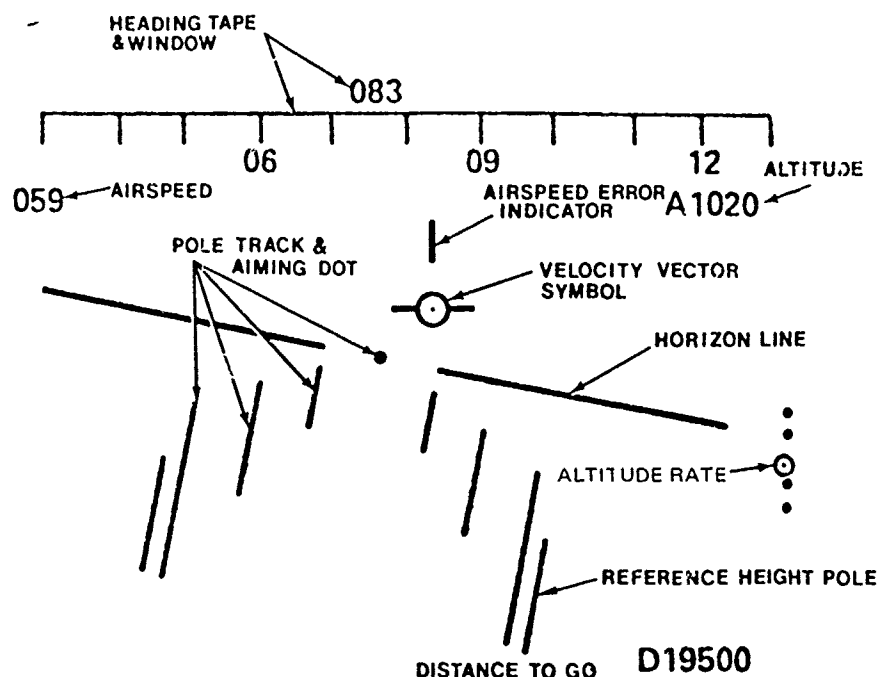 HEADING TAPE
& WINDOW
083
06 09 12
ALTITUDE
059
AIRSPEED
AIRSPEED ERROR
INDICATOR
A1020
POLE TRACK &
AIMING DOT
VELOCITY VECTOR
SYMBOL
HORIZON LINE
ALTITUDE RATE
REFERENCE HEIGHT POLE
DISTANCE TO GO D19500